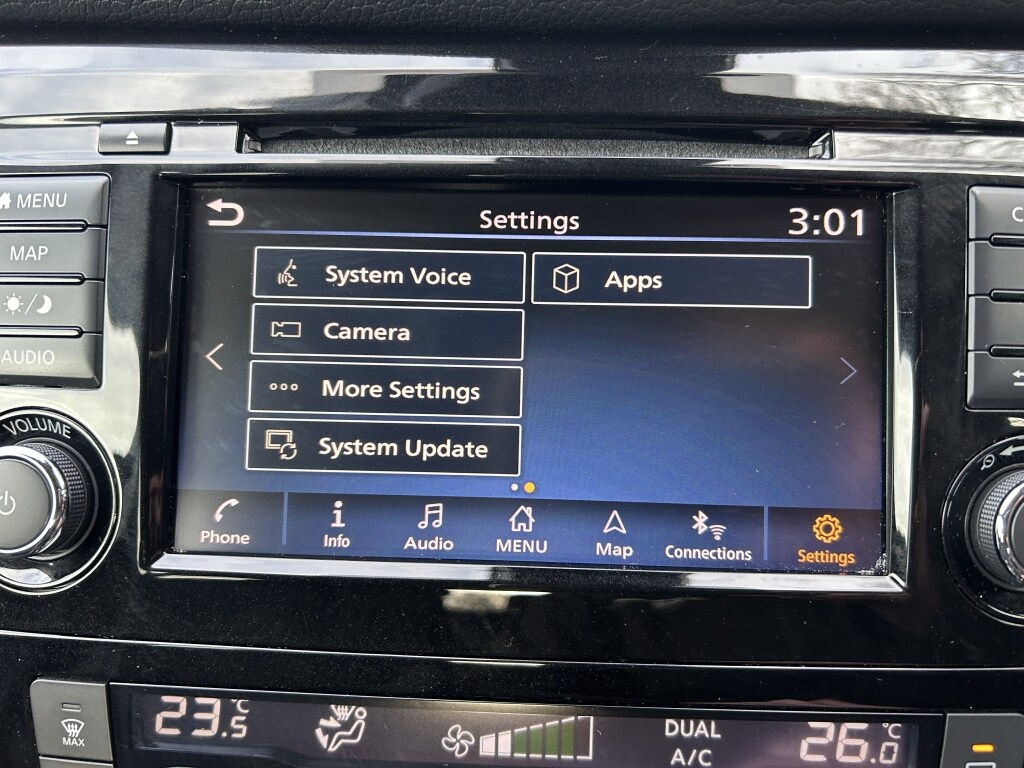 MENU
MAP
AUDIO
VOLUME
Settings
3:01
System Voice
Apps
Camera
More Settings
System Update
Phone
Info
Audio
MENU
Map
Connections
Settings
MAX
23.5°C
DUAL
A/C
26.0°C